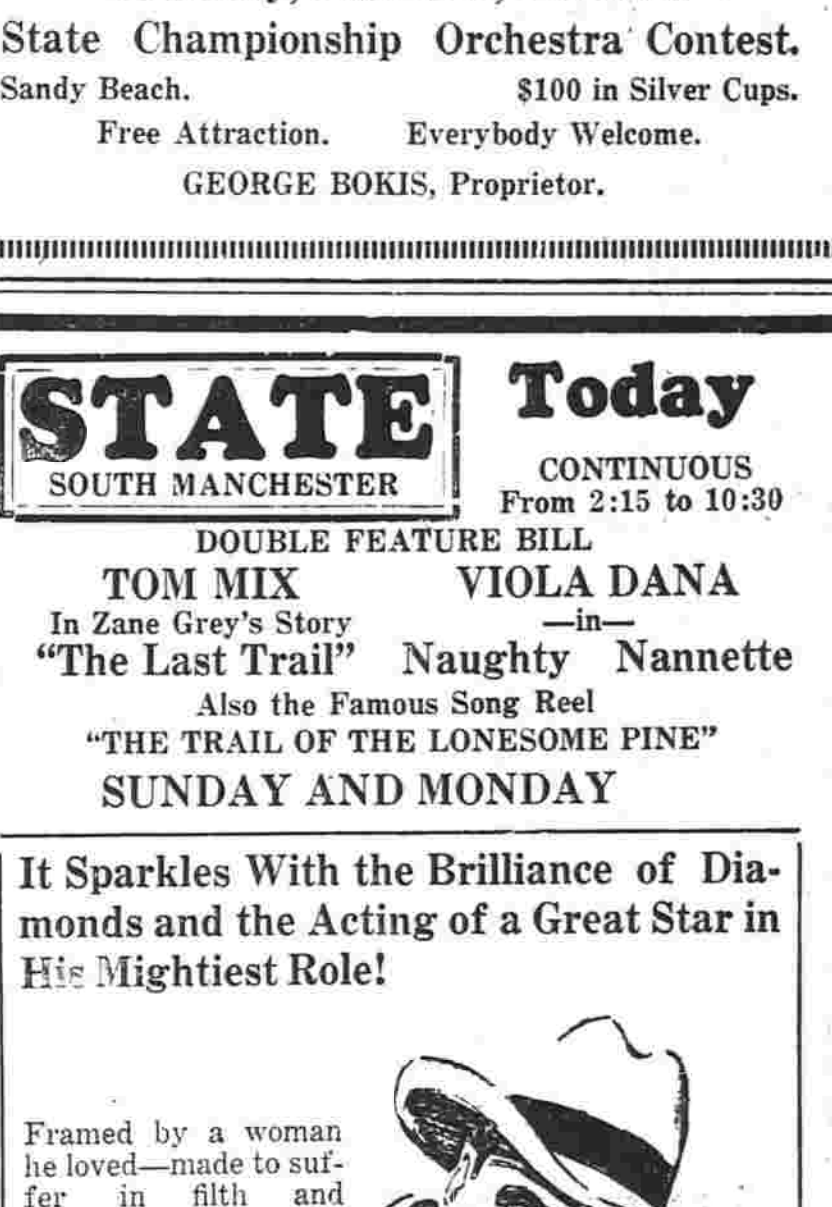 State Championship Orchestra Contest.
Sandy Beach. $100 in Silver Cups.
Free Attraction. Everybody Welcome.
GEORGE BOKIS, Proprietor.
STATE
SOUTH MANCHESTER
Today
CONTINUOUS
From 2:15 to 10:30
DOUBLE FEATURE BILL
TOM MIX
In Zane Grey's Story
"The Last Trail"
VIOLA DANA
—in—
Naughty Nannette
Also the Famous Song Reel
"THE TRAIL OF THE LONESOME PINE"
SUNDAY AND MONDAY
It Sparkles With the Brilliance of Dia-
monds and the Acting of a Great Star in
His Mightiest Role!
Framed by a woman
he loved—made to suf-
fer in filth and